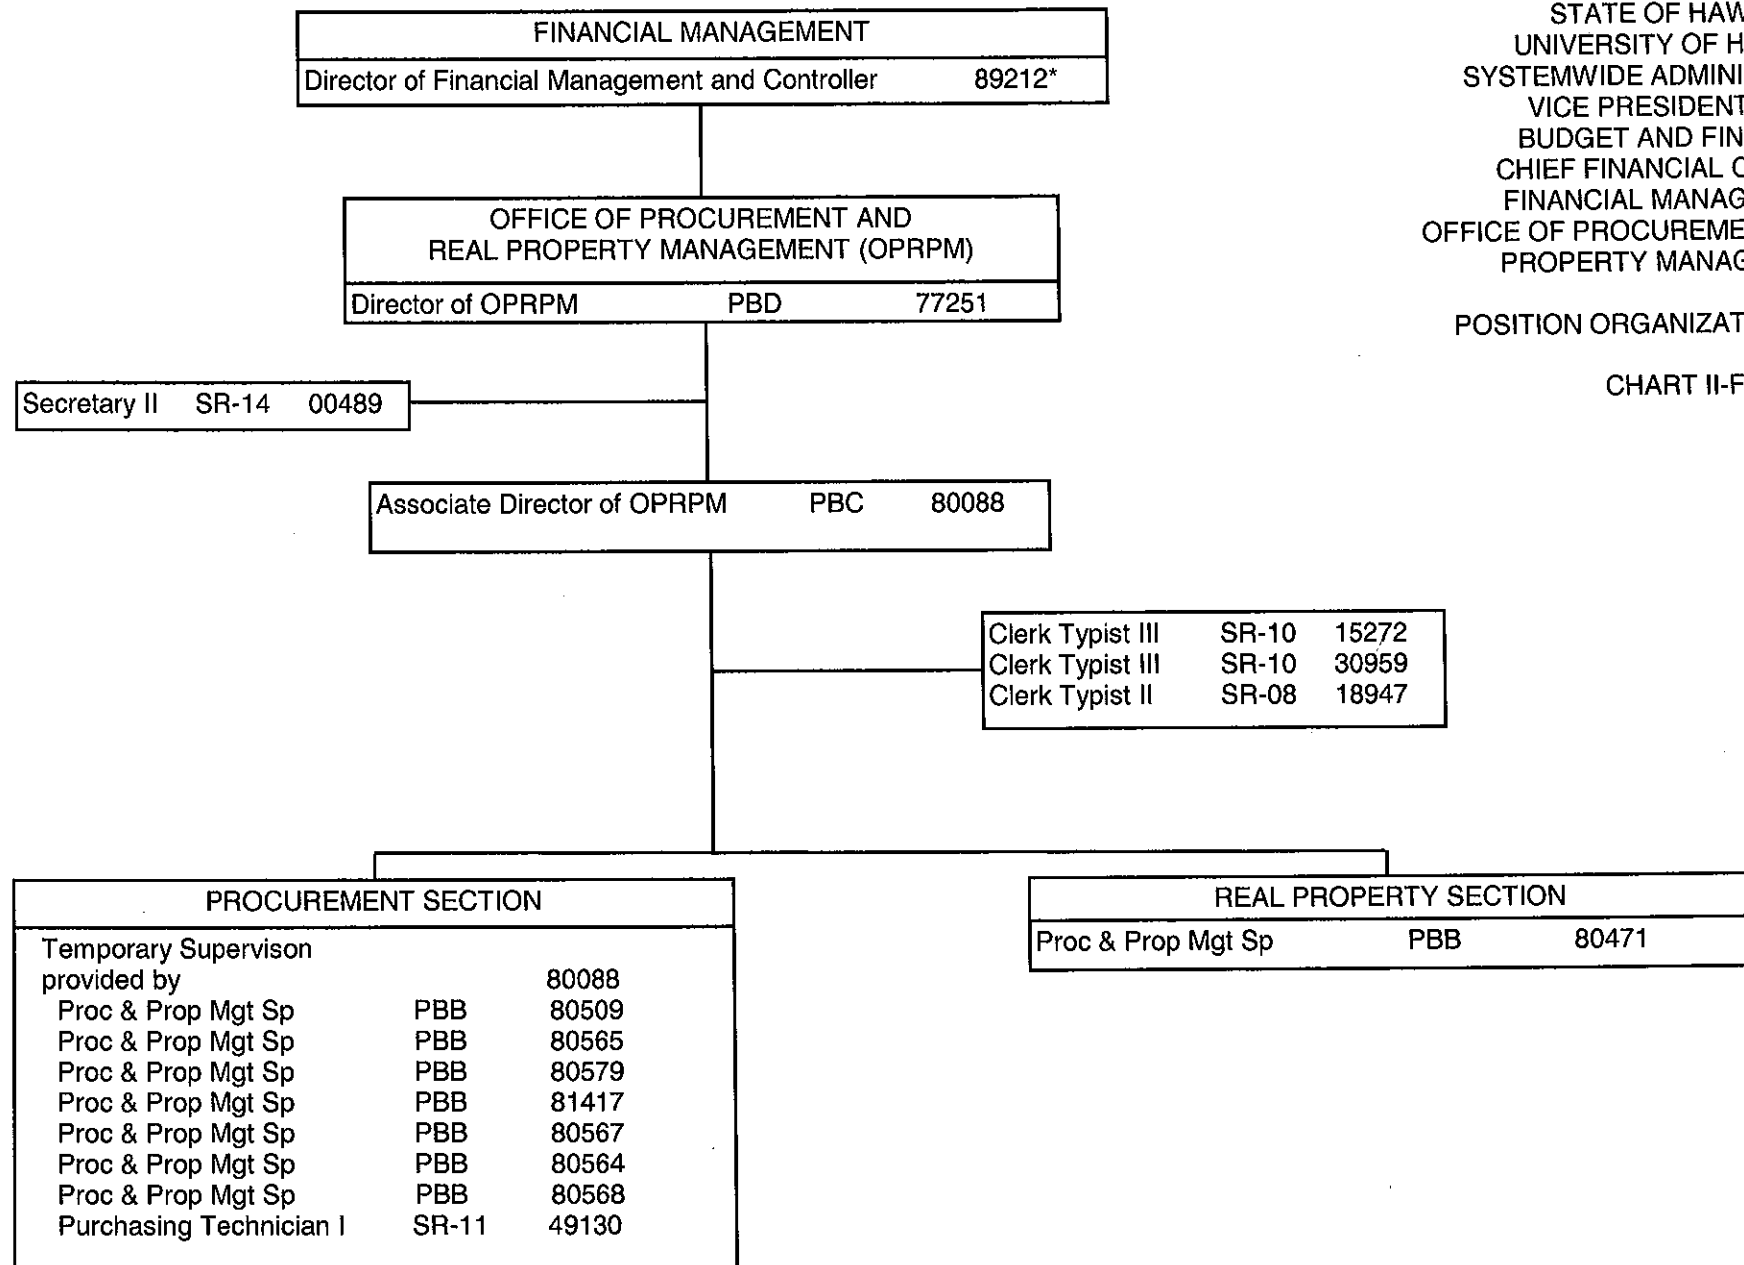 FINANCIAL MANAGEMENT
Director of Financial Management and Controller 89212*
STATE OF HAW
UNIVERSITY OF H
SYSTEMWIDE ADMINI
VICE PRESIDENT
BUDGET AND FIN
CHIEF FINANCIAL O
FINANCIAL MANAG
OFFICE OF PROCUREME
PROPERTY MANAG
POSITION ORGANIZAT
CHART II-F
OFFICE OF PROCUREMENT AND
REAL PROPERTY MANAGEMENT (OPRPM)
Director of OPRPM PBD 77251
Secretary II SR-14 00489
Associate Director of OPRPM PBC 80088
Clerk Typist III SR-10 15272
Clerk Typist III SR-10 30959
Clerk Typist II SR-08 18947
PROCUREMENT SECTION
Temporary Supervison
provided by 80088
Proc & Prop Mgt Sp PBB 80509
Proc & Prop Mgt Sp PBB 80565
Proc & Prop Mgt Sp PBB 80579
Proc & Prop Mgt Sp PBB 81417
Proc & Prop Mgt Sp PBB 80567
Proc & Prop Mgt Sp PBB 80564
Proc & Prop Mgt Sp PBB 80568
Purchasing Technician I SR-11 49130
REAL PROPERTY SECTION
Proc & Prop Mgt Sp PBB 80471